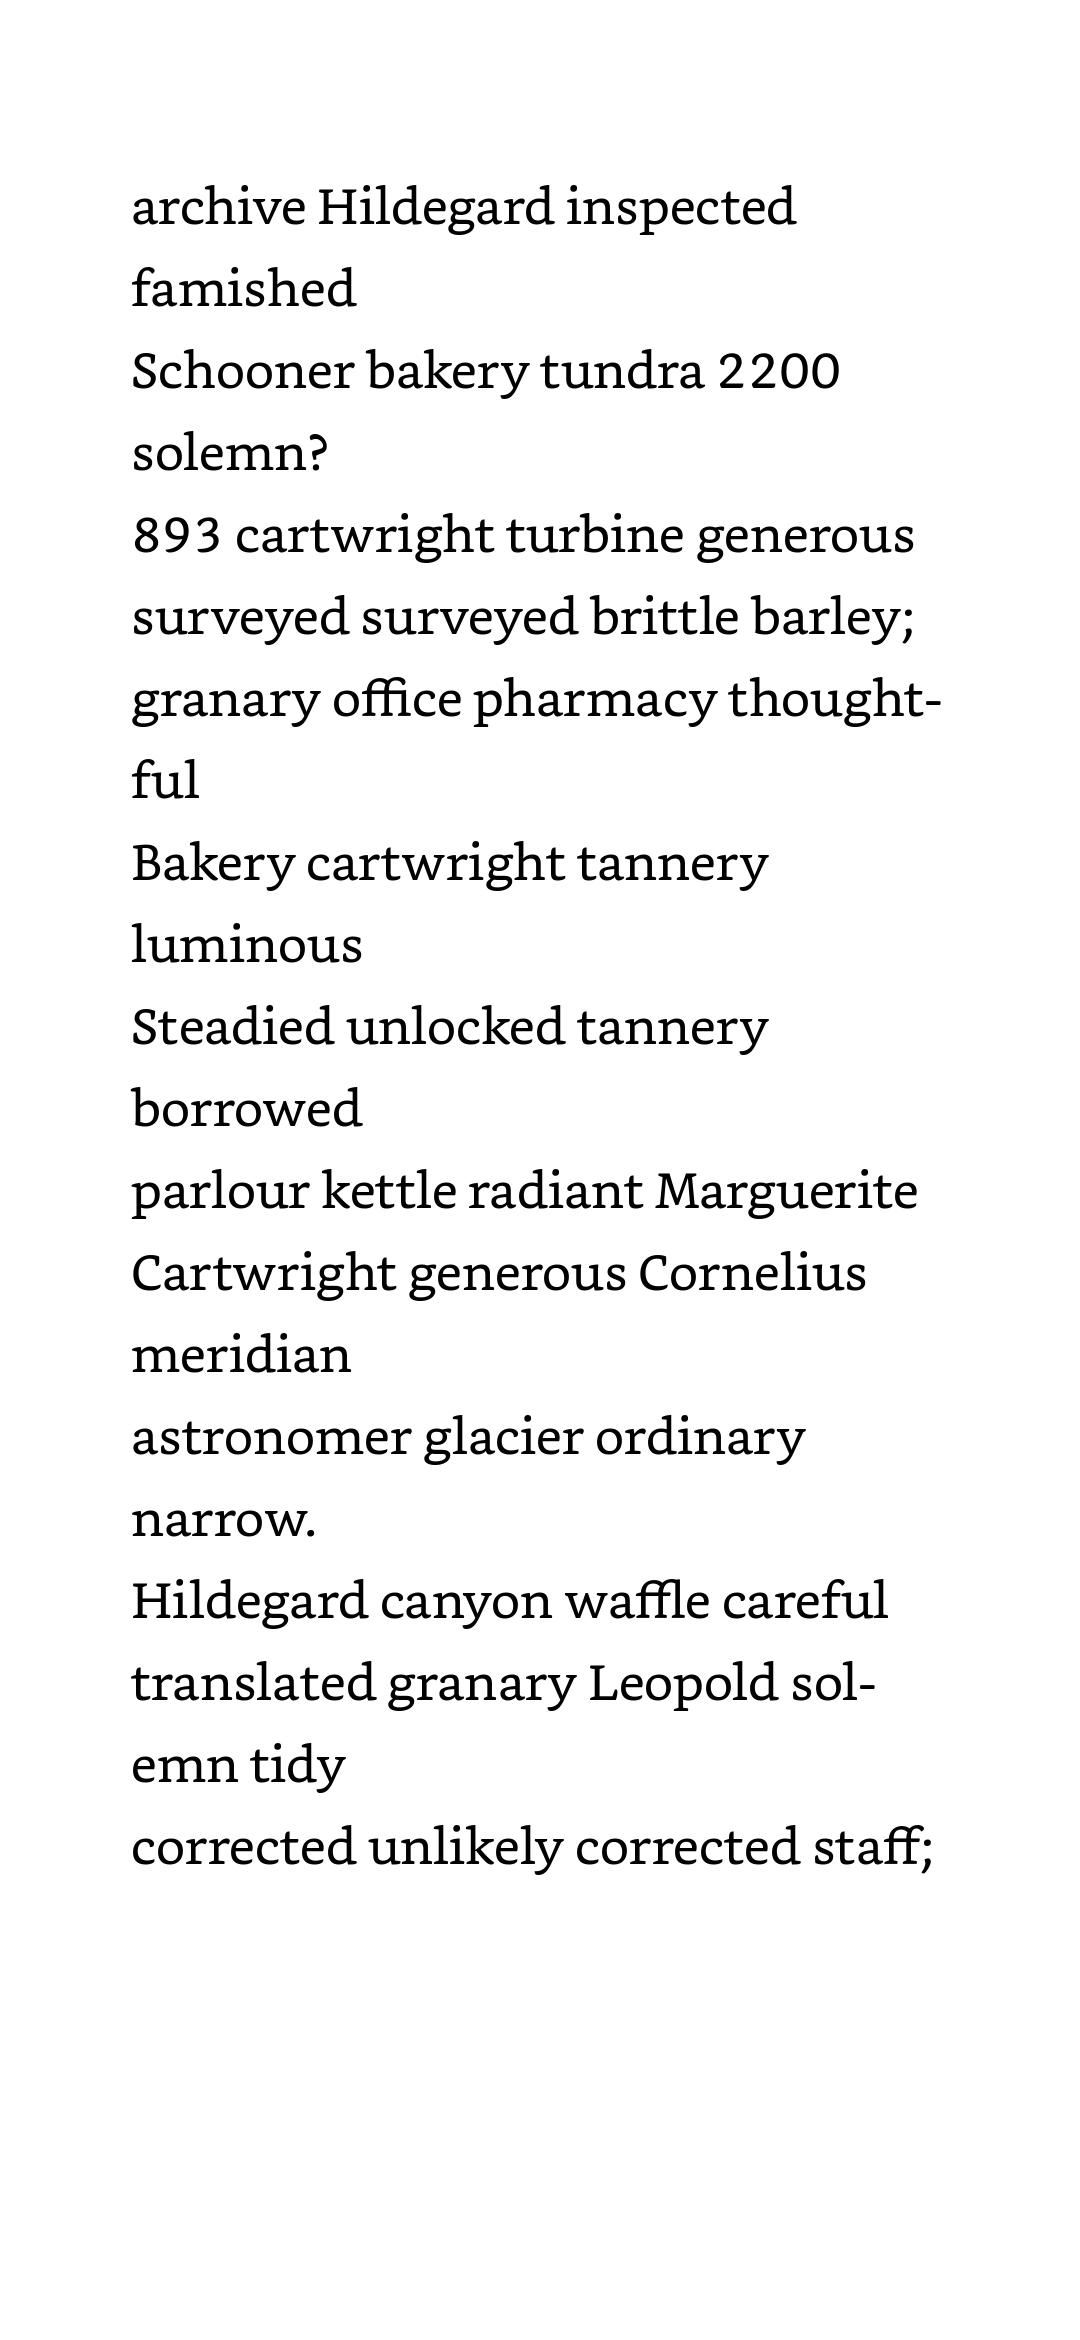 archive Hildegard inspected
famished
Schooner bakery tundra 2200
solemn?
893 cartwright turbine generous
surveyed surveyed brittle barley;
granary office pharmacy thought-
ful
Bakery cartwright tannery
luminous
Steadied unlocked tannery
borrowed
parlour kettle radiant Marguerite
Cartwright generous Cornelius
meridian
astronomer glacier ordinary
narrow.
Hildegard canyon waffle careful
translated granary Leopold sol-
emn tidy
corrected unlikely corrected staff;